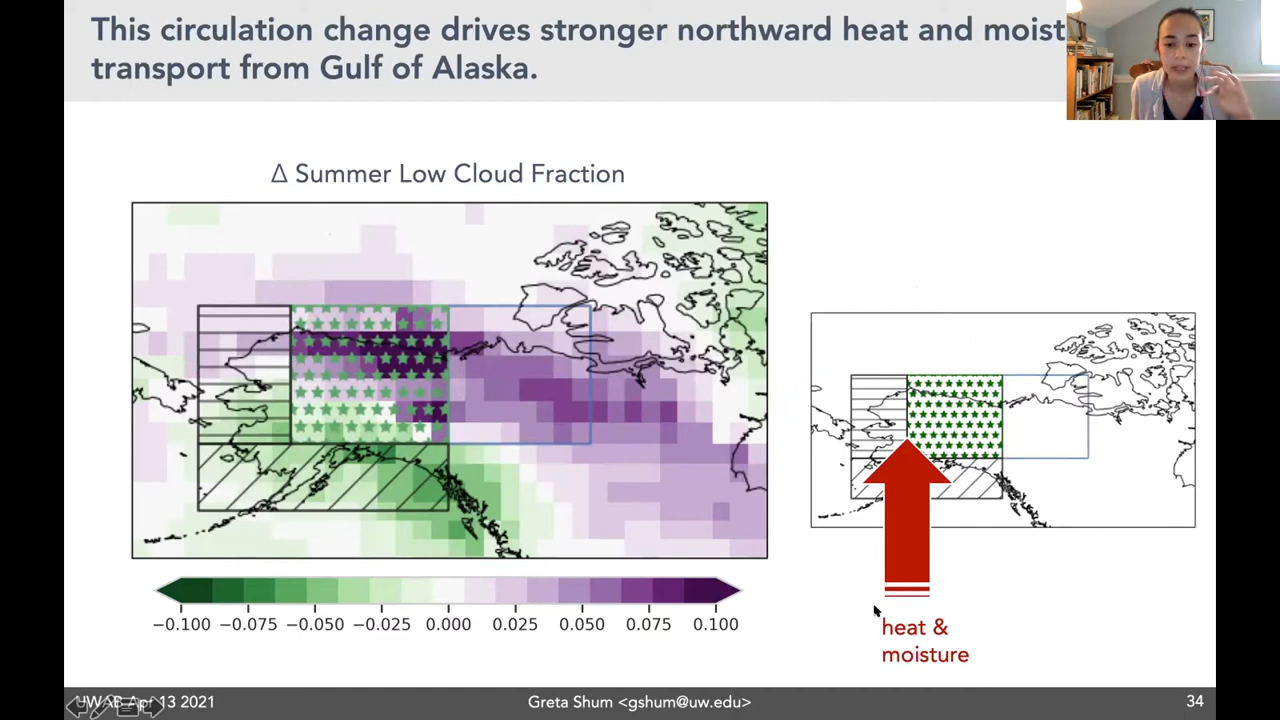 This circulation change drives stronger northward heat and moist
transport from Gulf of Alaska.
Δ Summer Low Cloud Fraction
−0.100 −0.075 −0.050 −0.025 0.000 0.025 0.050 0.075 0.100
heat &
moisture
UWAB Apr 13 2021
Greta Shum <gshum@uw.edu>
34